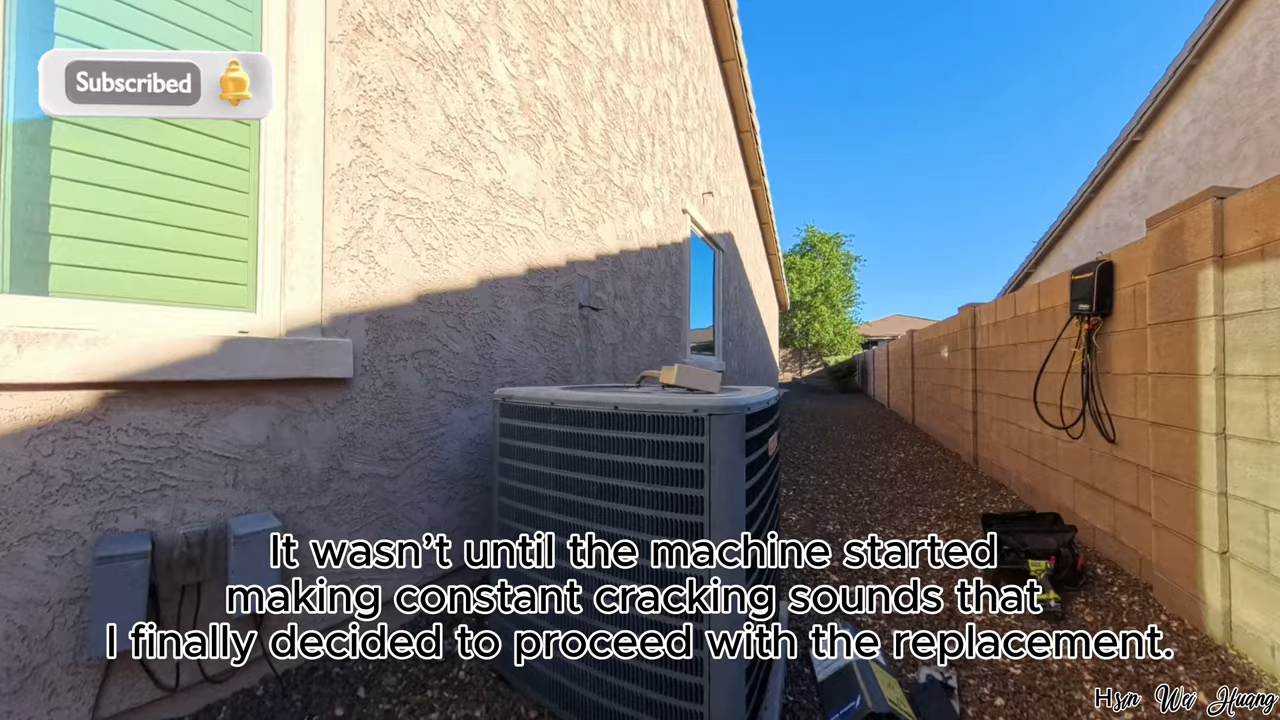 Subscribed
It wasn't until the machine started
making constant cracking sounds that
I finally decided to proceed with the replacement.
Hsin Wei Huang